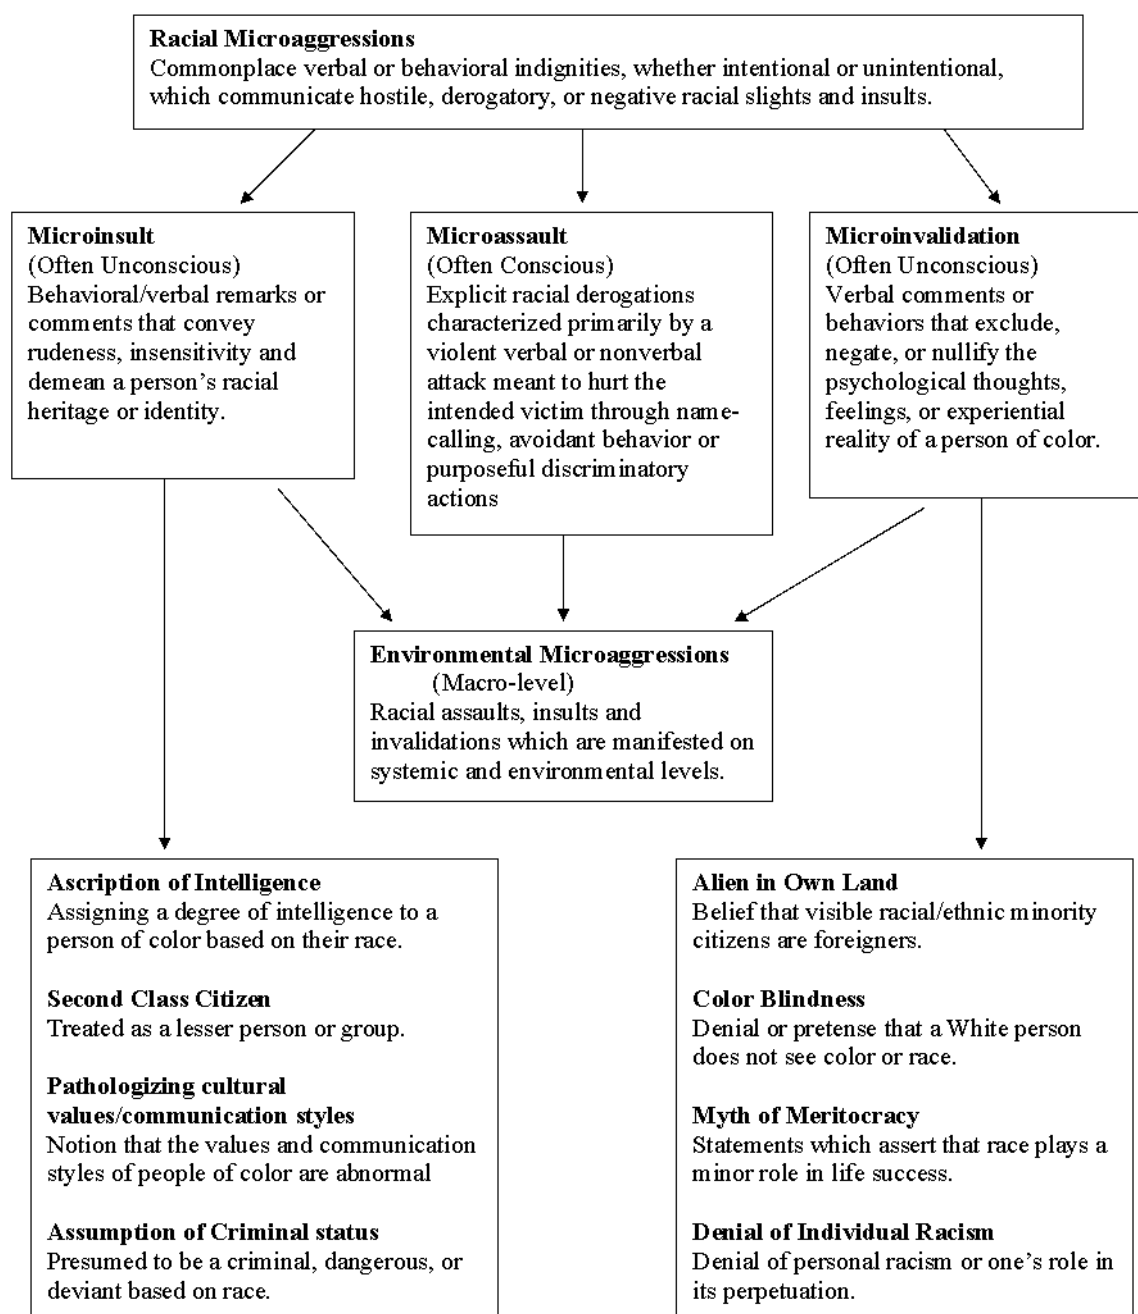 Racial Microaggressions
Commonplace verbal or behavioral indignities, whether intentional or unintentional,
which communicate hostile, derogatory, or negative racial slights and insults.
Microinsult
(Often Unconscious)
Behavioral/verbal remarks or
comments that convey
rudeness, insensitivity and
demean a person’s racial
heritage or identity.
Microassault
(Often Conscious)
Explicit racial derogations
characterized primarily by a
violent verbal or nonverbal
attack meant to hurt the
intended victim through name-
calling, avoidant behavior or
purposeful discriminatory
actions
Microinvalidation
(Often Unconscious)
Verbal comments or
behaviors that exclude,
negate, or nullify the
psychological thoughts,
feelings, or experiential
reality of a person of color.
Environmental Microaggressions
(Macro-level)
Racial assaults, insults and
invalidations which are manifested on
systemic and environmental levels.
Ascription of Intelligence
Assigning a degree of intelligence to a
person of color based on their race.
Second Class Citizen
Treated as a lesser person or group.
Pathologizing cultural
values/communication styles
Notion that the values and communication
styles of people of color are abnormal
Assumption of Criminal status
Presumed to be a criminal, dangerous, or
deviant based on race.
Alien in Own Land
Belief that visible racial/ethnic minority
citizens are foreigners.
Color Blindness
Denial or pretense that a White person
does not see color or race.
Myth of Meritocracy
Statements which assert that race plays a
minor role in life success.
Denial of Individual Racism
Denial of personal racism or one’s role in
its perpetuation.